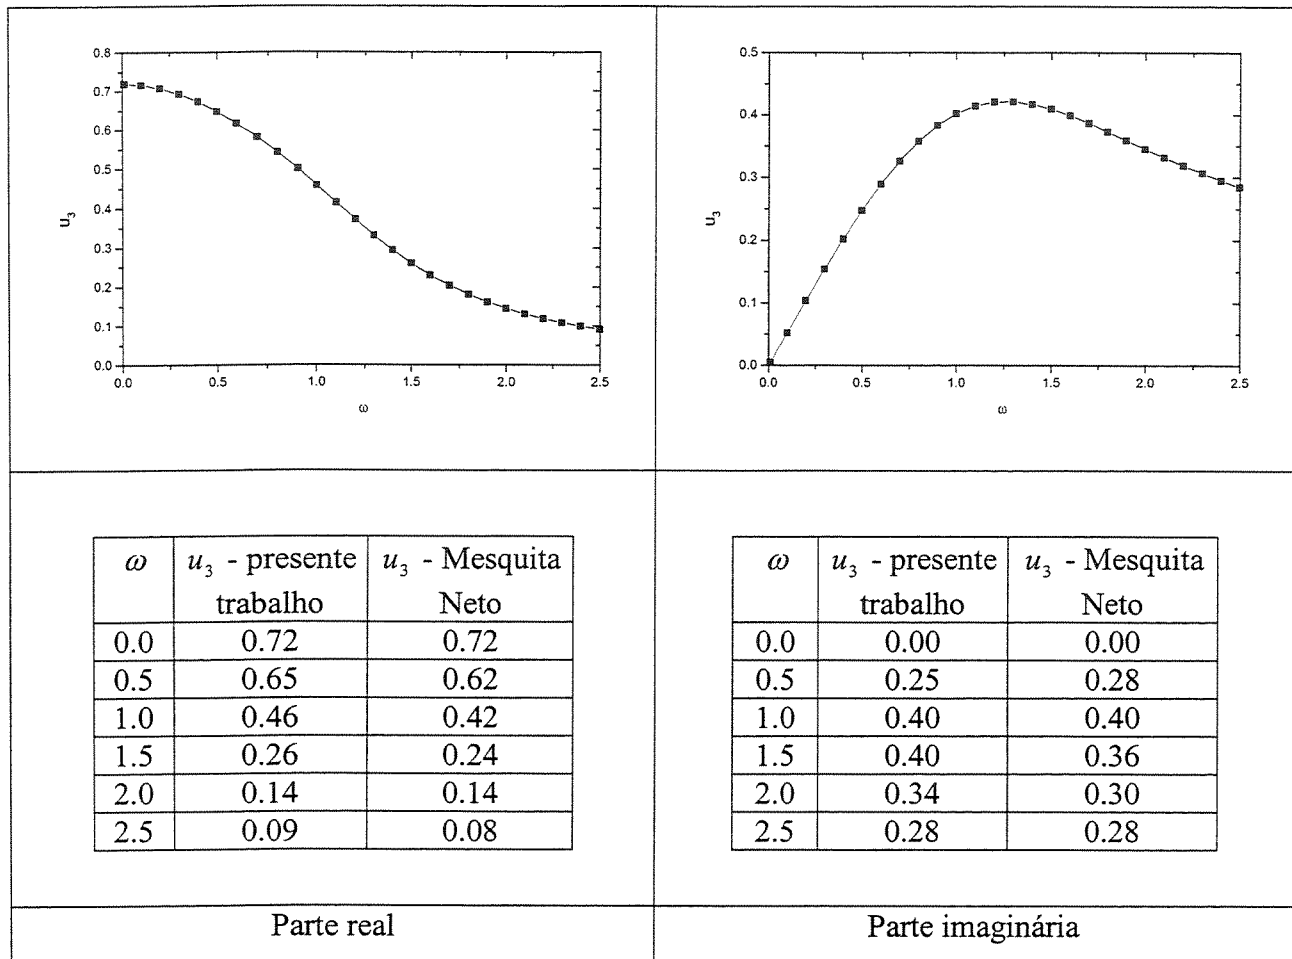 0.8
0.7
0.6
0.5
0.4
0.3
0.2
0.1
0.0
u₃
0.0 0.5 1.0 1.5 2.0 2.5
ω
0.5
0.4
0.3
0.2
0.1
0.0
u₃
0.0 0.5 1.0 1.5 2.0 2.5
ω
ω u₃ - presente trabalho u₃ - Mesquita Neto
0.0 0.72 0.72
0.5 0.65 0.62
1.0 0.46 0.42
1.5 0.26 0.24
2.0 0.14 0.14
2.5 0.09 0.08
ω u₃ - presente trabalho u₃ - Mesquita Neto
0.0 0.00 0.00
0.5 0.25 0.28
1.0 0.40 0.40
1.5 0.40 0.36
2.0 0.34 0.30
2.5 0.28 0.28
Parte real
Parte imaginária